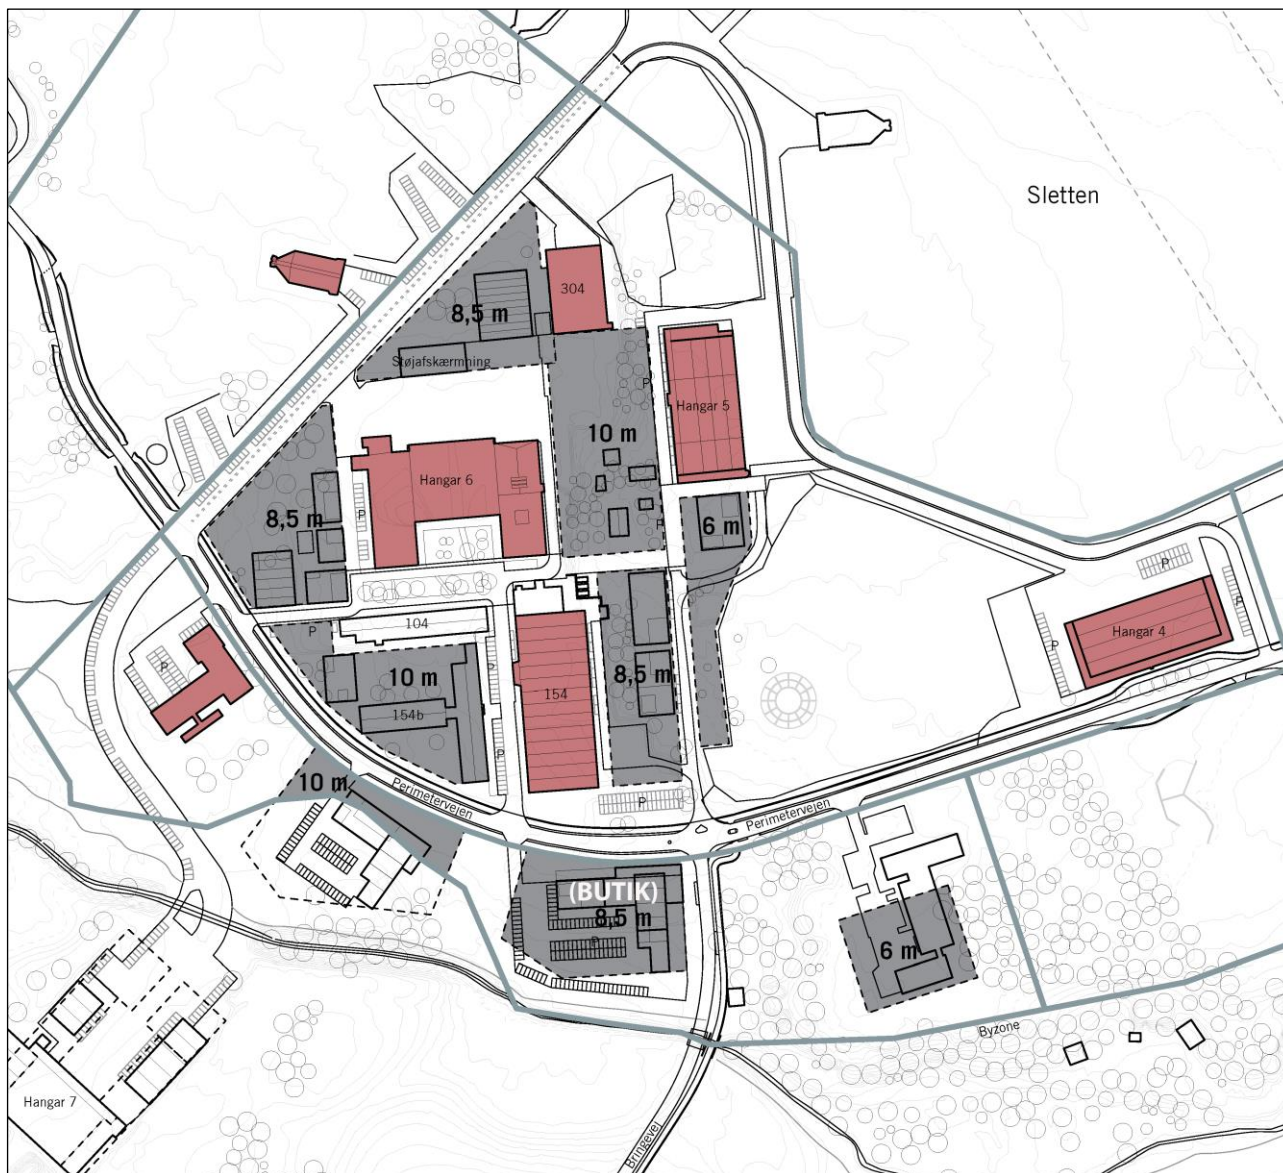 Sletten
304
8,5 m
Støjafskærmning
P
Hangar 5
10 m
Hangar 6
8,5 m
P
P
6 m
P
Hangar 4
P
P
104
P
P
10 m
8,5 m
P
154
154b
10 m
Perimetervejen
P
P
Perimetervejen
(BUTIK)
8,5 m
P
6 m
Byzone
Hangar 7
Bringevej